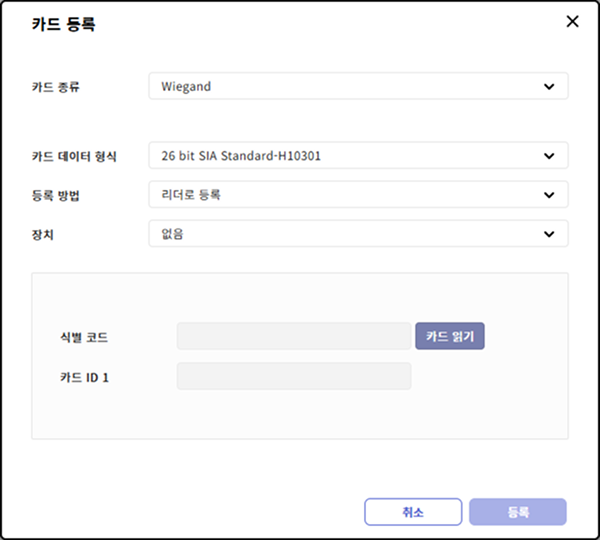 카드 등록
카드 종류 Wiegand
카드 데이터 형식 26 bit SIA Standard-H10301
등록 방법 리더로 등록
장치 없음
식별 코드 카드 읽기
카드 ID 1
취소 등록